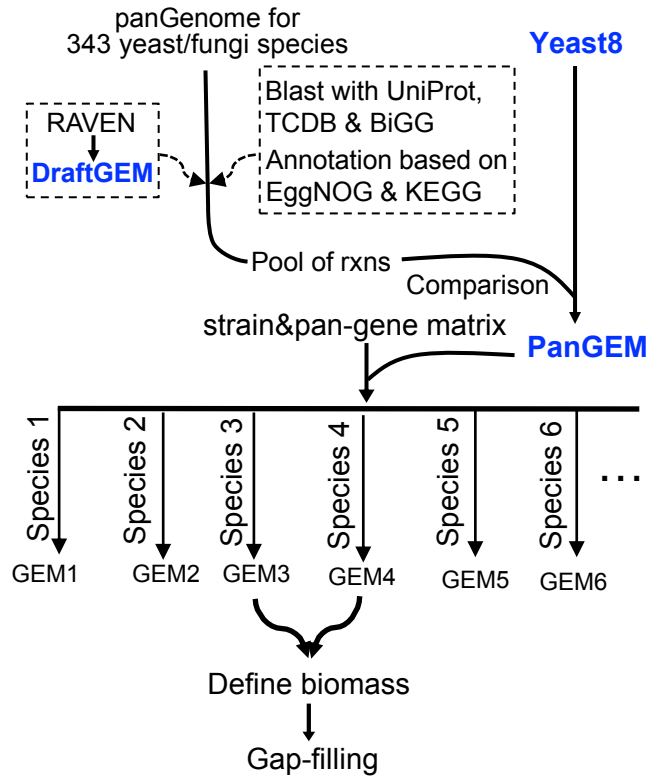 panGenome for
343 yeast/fungi species
Yeast8
RAVEN
DraftGEM
Blast with UniProt,
TCDB & BiGG
Annotation based on
EggNOG & KEGG
Pool of rxns
Comparison
strain&pan-gene matrix
PanGEM
Species 1
Species 2
Species 3
Species 4
Species 5
Species 6
...
GEM1
GEM2
GEM3
GEM4
GEM5
GEM6
Define biomass
Gap-filling